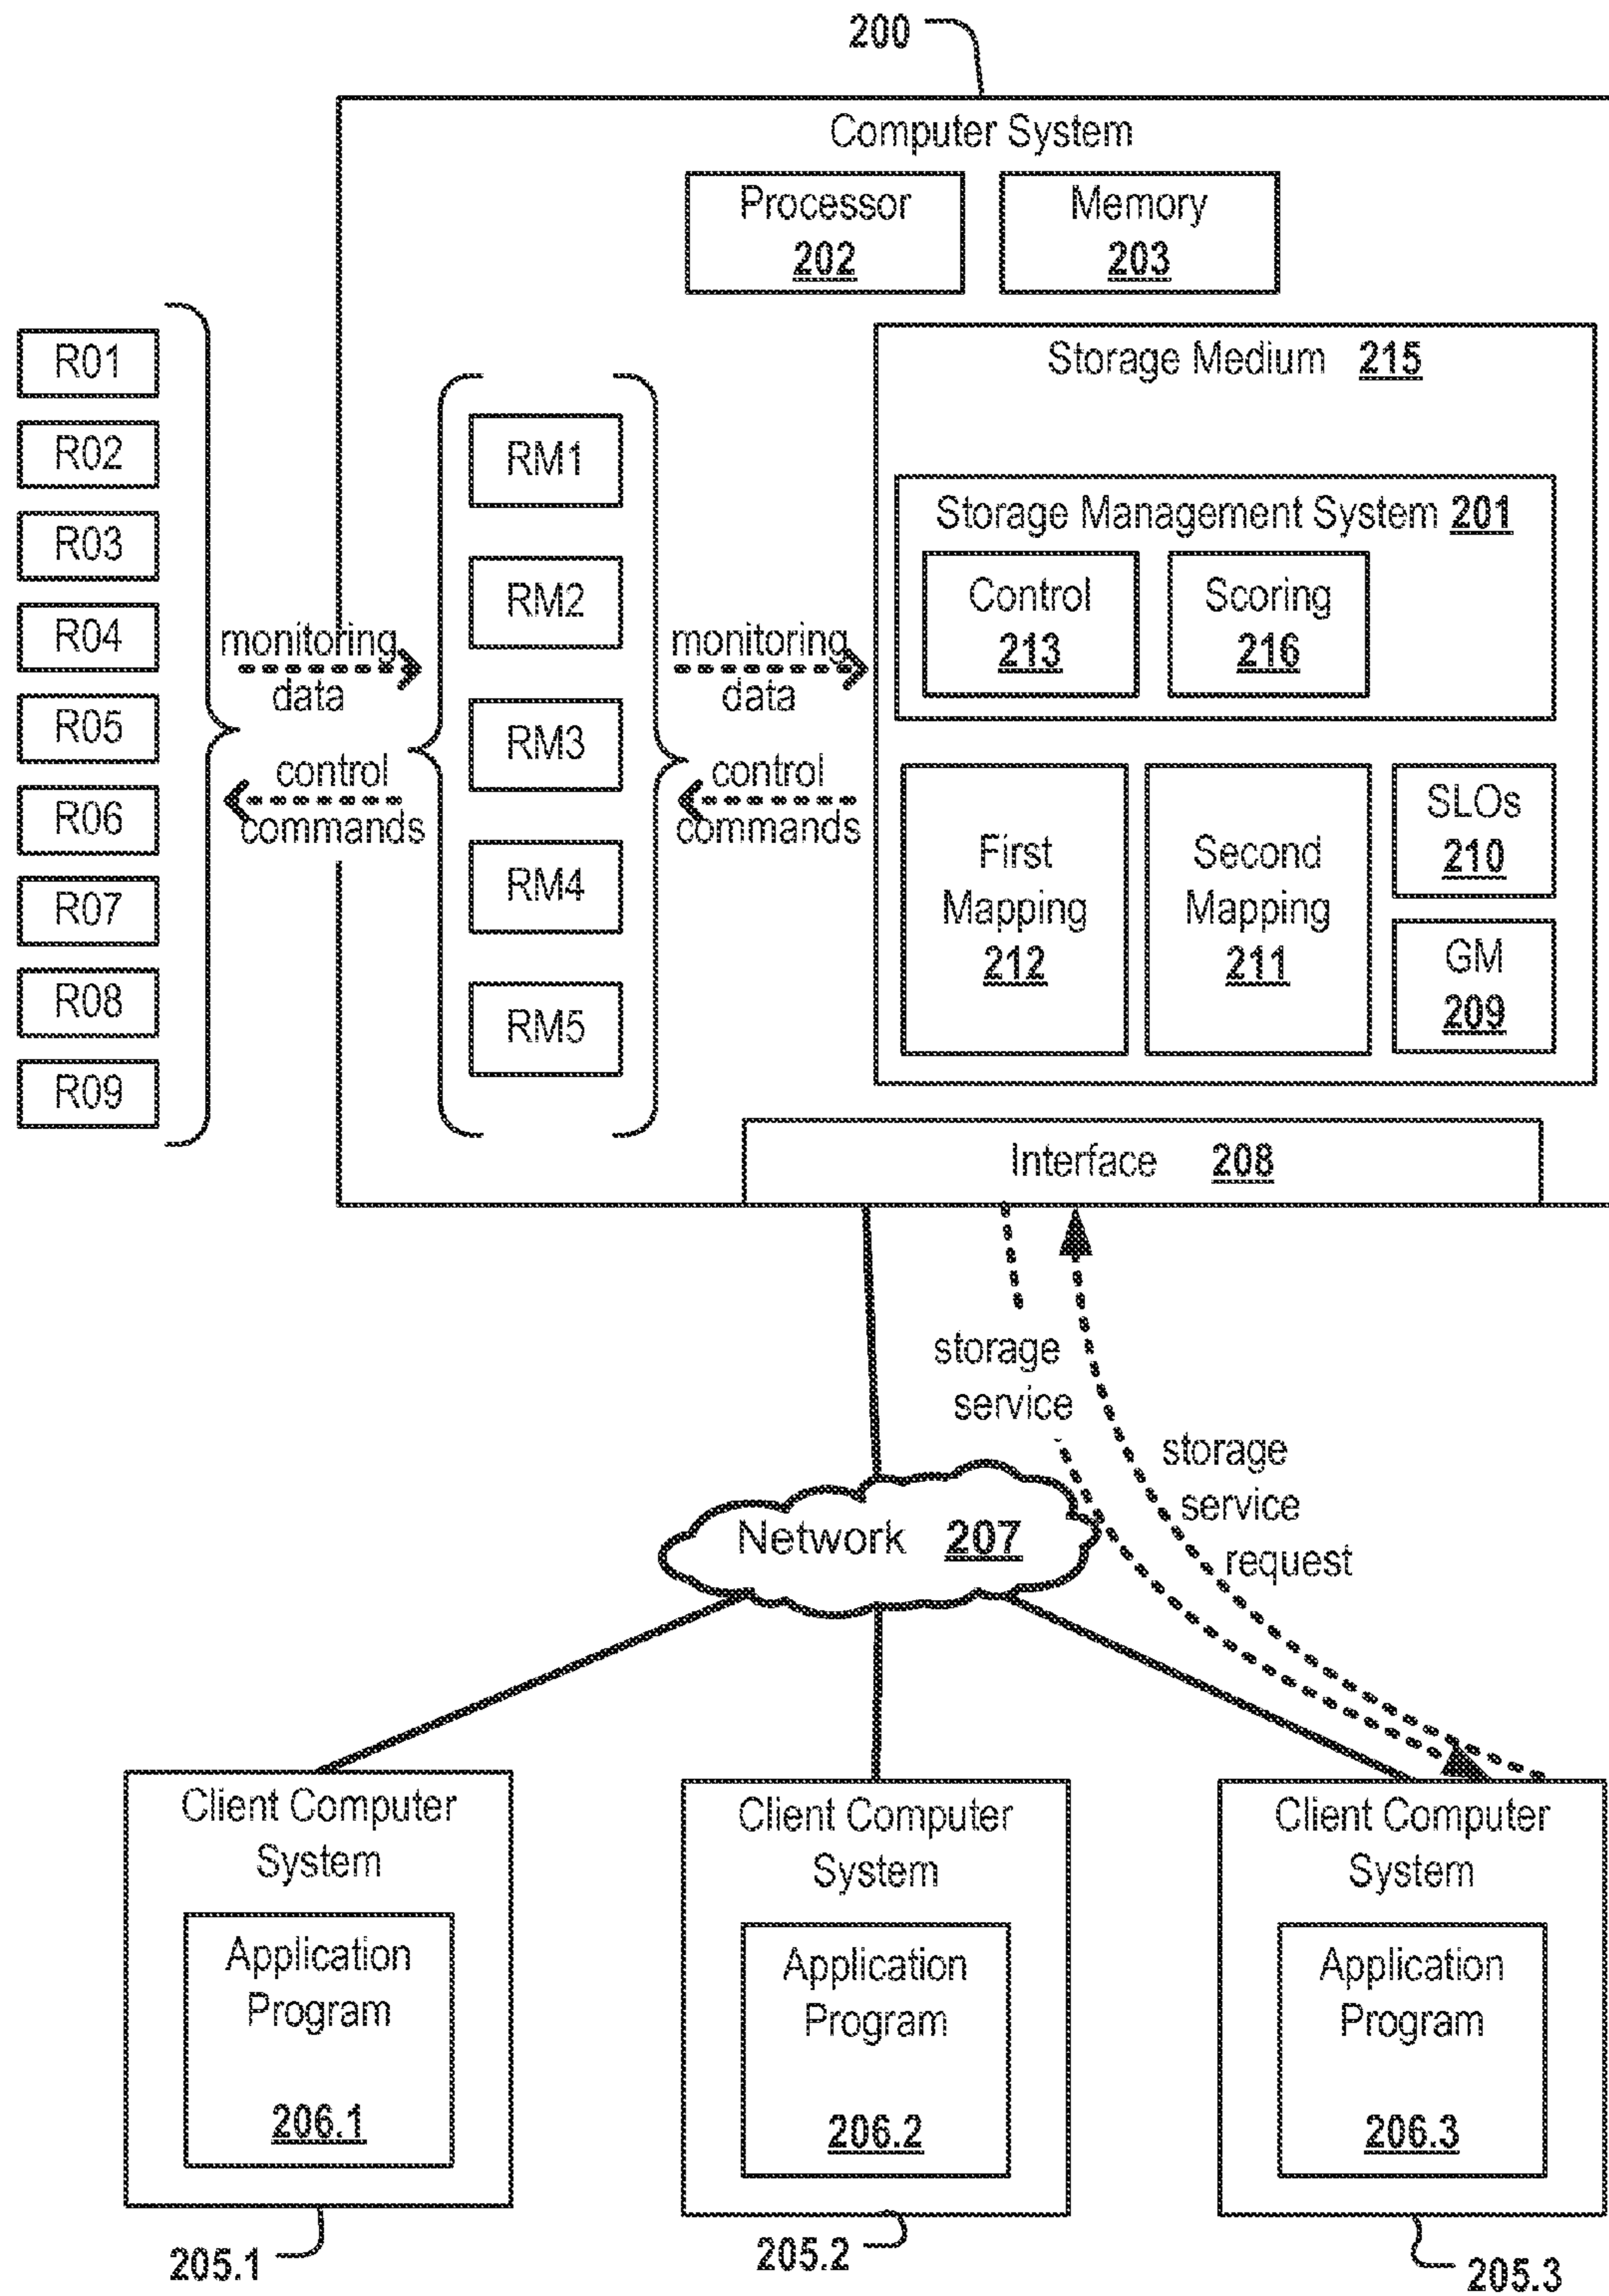 200
Computer System
Processor
202
Memory
203
R01
R02
R03
R04
R05
R06
R07
R08
R09
monitoring
data
control
commands
RM1
RM2
RM3
RM4
RM5
monitoring
data
control
commands
Storage Medium 215
Storage Management System 201
Control
213
Scoring
216
First
Mapping
212
Second
Mapping
211
SLOs
210
GM
209
Interface 208
storage
service
storage
service
request
Network 207
Client Computer
System
Application
Program
206.1
205.1
Client Computer
System
Application
Program
206.2
205.2
Client Computer
System
Application
Program
206.3
205.3